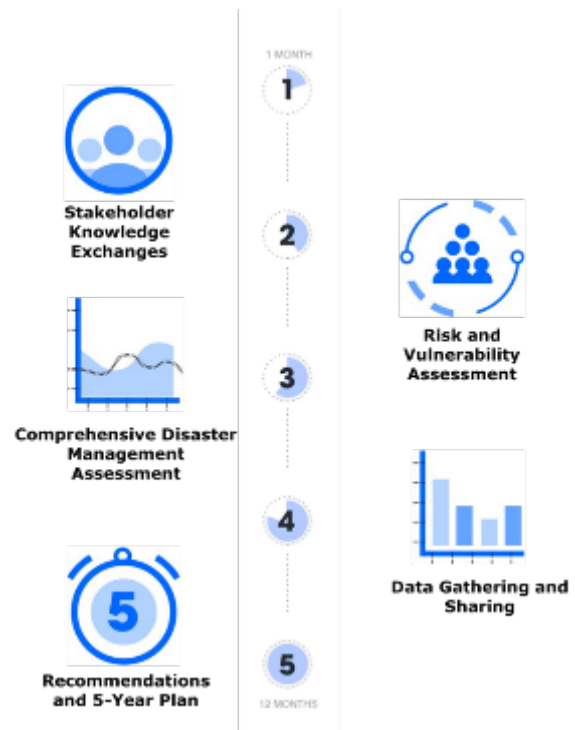 1 MONTH
1
Stakeholder
Knowledge
Exchanges
2
Risk and
Vulnerability
Assessment
3
Comprehensive Disaster
Management
Assessment
4
Data Gathering and
Sharing
5
Recommendations
and 5-Year Plan
5
12 MONTHS